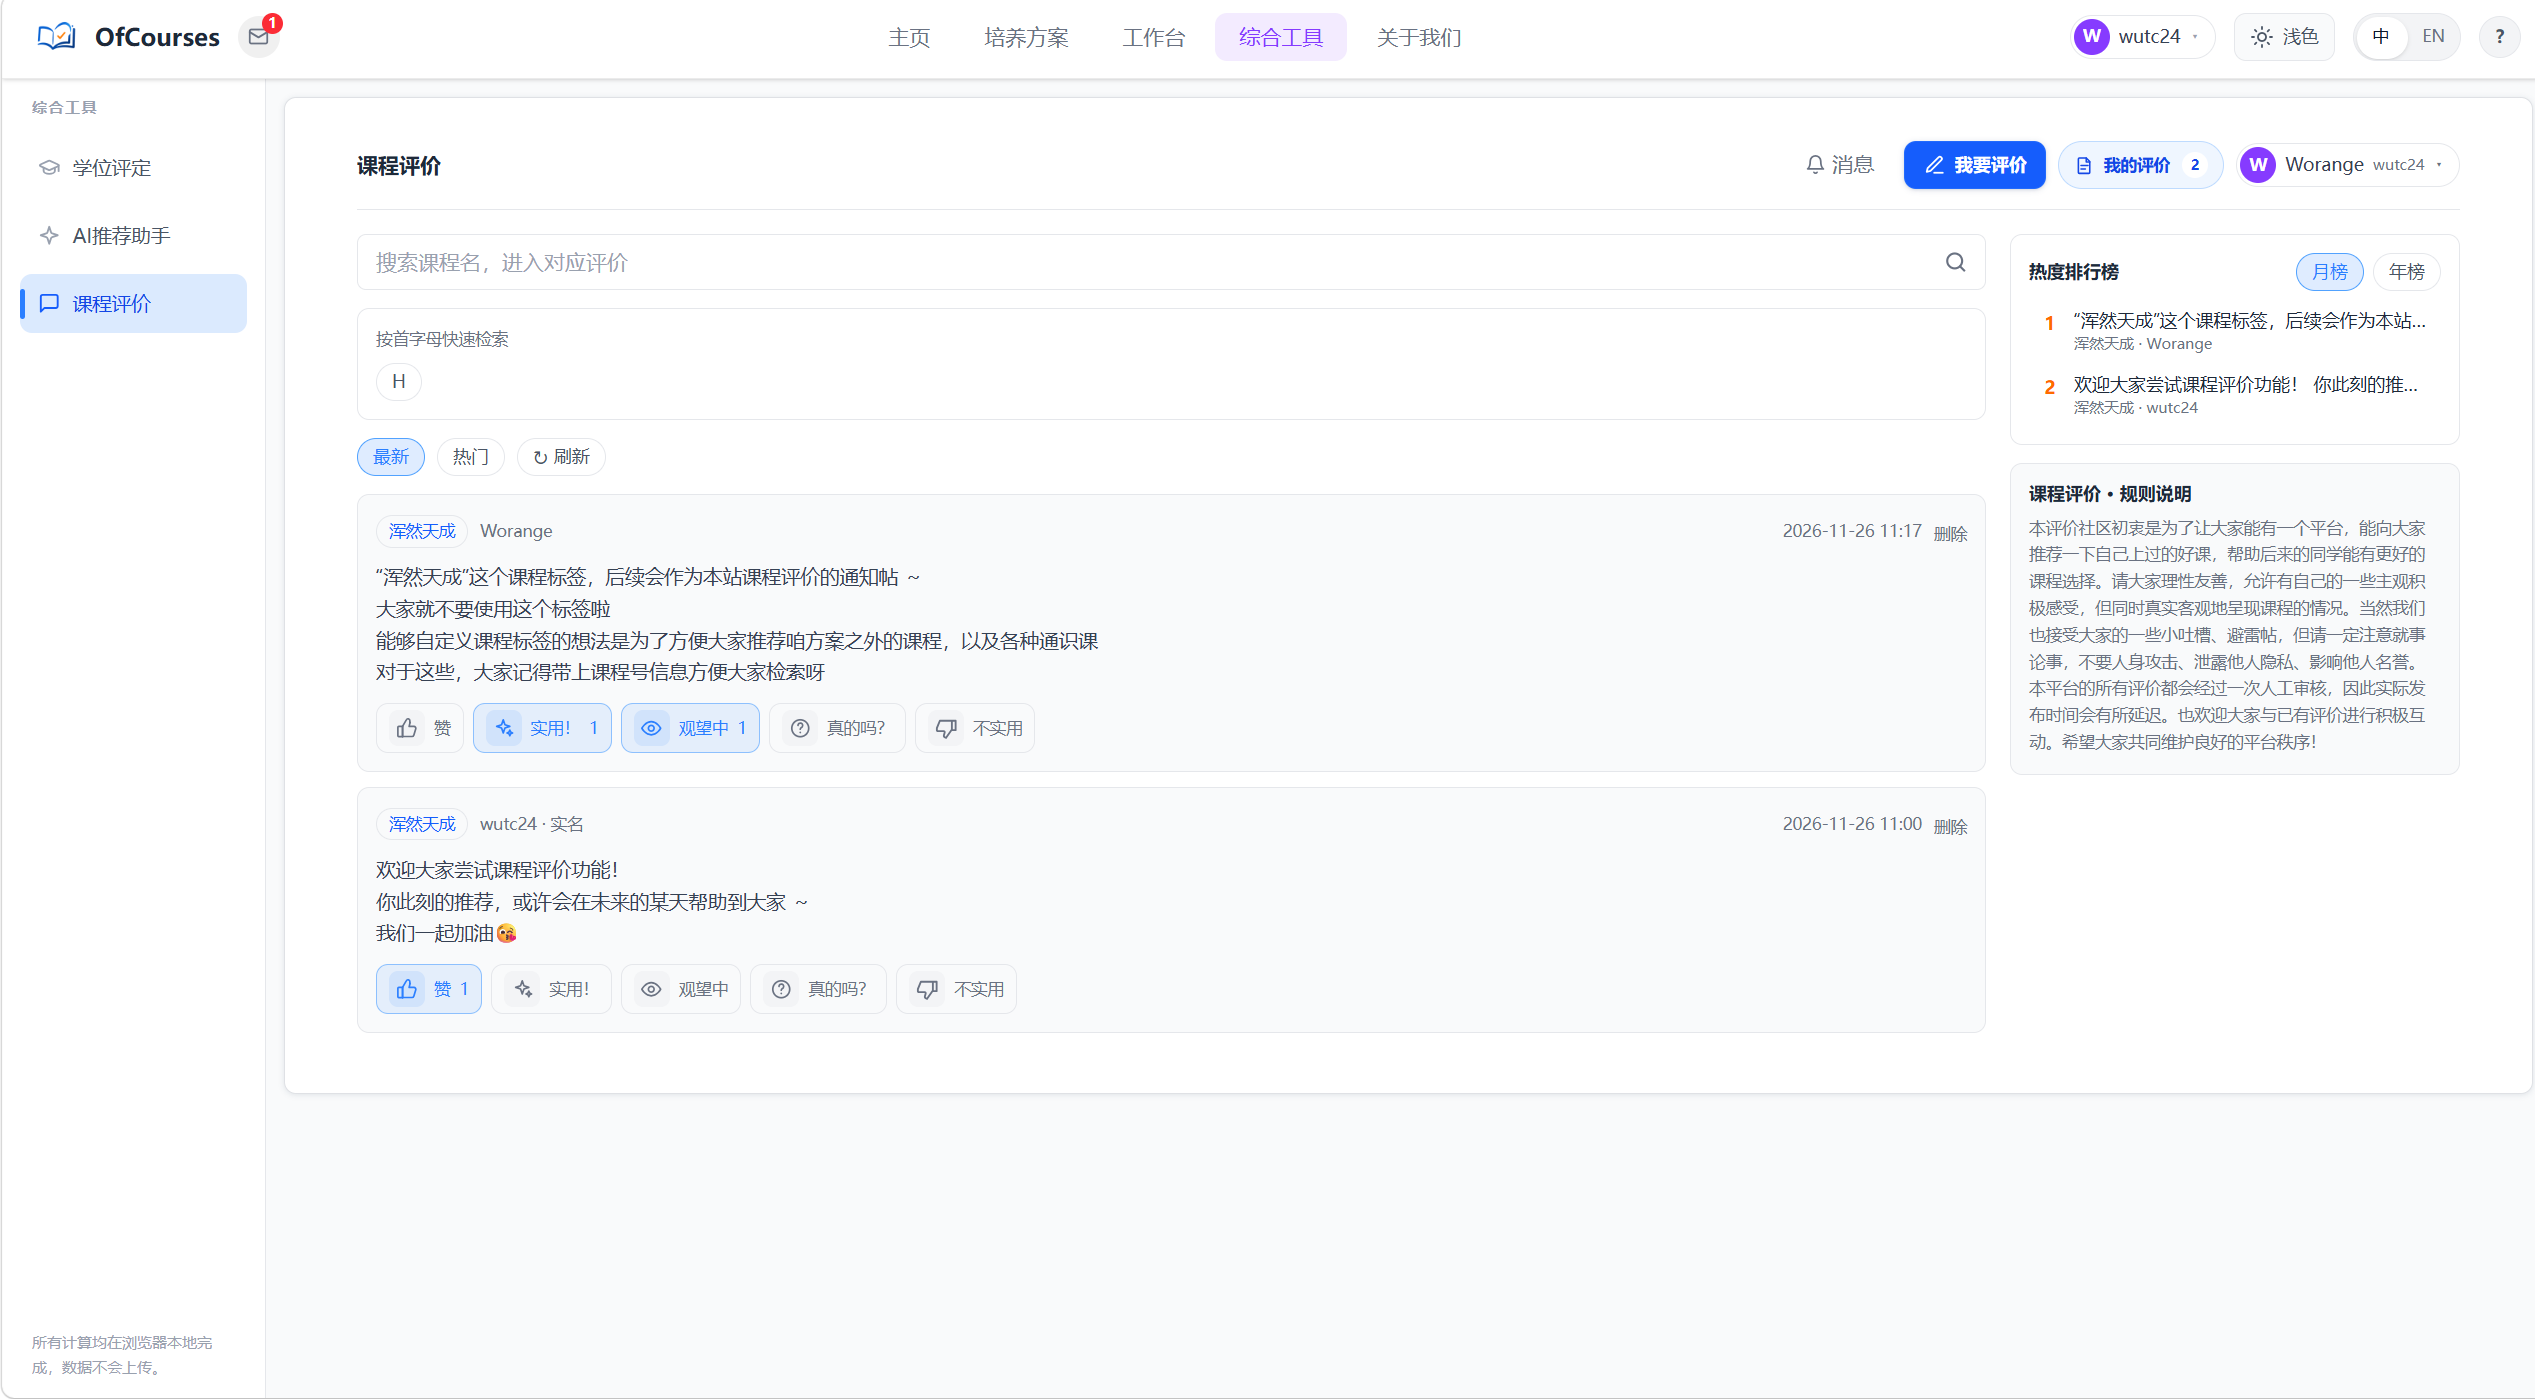 OfCourses
1
主页
培养方案
工作台
综合工具
关于我们
W wutc24
浅色
中 EN
?
综合工具
学位评定
AI推荐助手
课程评价
所有计算均在浏览器本地完
成，数据不会上传。
课程评价
消息
我要评价
我的评价 2
W Worange wutc24
搜索课程名，进入对应评价
按首字母快速检索
H
最新
热门
↻ 刷新
浑然天成 Worange
2026-11-26 11:17 删除
“浑然天成”这个课程标签，后续会作为本站课程评价的通知帖 ~
大家就不要使用这个标签啦
能够自定义课程标签的想法是为了方便大家推荐咱方案之外的课程，以及各种通识课
对于这些，大家记得带上课程号信息方便大家检索呀
赞
实用！ 1
观望中 1
真的吗?
不实用
浑然天成 wutc24 · 实名
2026-11-26 11:00 删除
欢迎大家尝试课程评价功能！
你此刻的推荐，或许会在未来的某天帮助到大家 ~
我们一起加油😘
赞 1
实用！
观望中
真的吗?
不实用
热度排行榜
月榜
年榜
1 “浑然天成”这个课程标签，后续会作为本站...
浑然天成 · Worange
2 欢迎大家尝试课程评价功能！ 你此刻的推...
浑然天成 · wutc24
课程评价 • 规则说明
本评价社区初衷是为了让大家能有一个平台，能向大家
推荐一下自己上过的好课，帮助后来的同学能有更好的
课程选择。请大家理性友善，允许有自己的一些主观积
极感受，但同时真实客观地呈现课程的情况。当然我们
也接受大家的一些小吐槽、避雷帖，但请一定注意就事
论事，不要人身攻击、泄露他人隐私、影响他人名誉。
本平台的所有评价都会经过一次人工审核，因此实际发
布时间会有所延迟。也欢迎大家与已有评价进行积极互
动。希望大家共同维护良好的平台秩序！